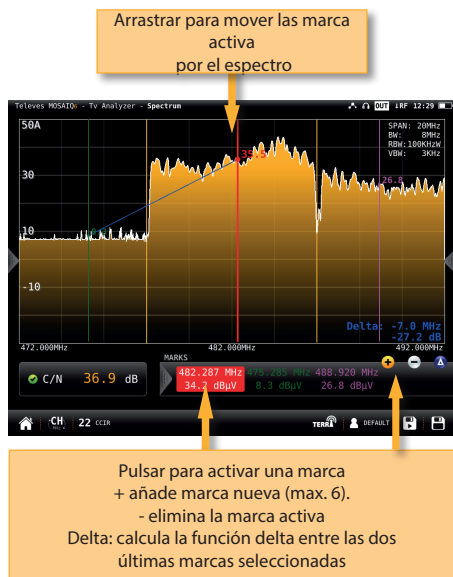 Arrastrar para mover las marca
activa
por el espectro
Televes MOSAIQ6 - Tv Analyzer - Spectrum
OUT ↓RF 12:29
50A
SPAN: 20MHz
BW: 8MHz
RBW:100KHzW
VBW: 3KHz
35.5
30
26.8
10
-10
Delta: -7.0 MHz
-27.2 dB
472.000MHz 482.000MHz 492.000MHz
MARKS
+ - Δ
C/N 36.9 dB
482.287 MHz 475.285 MHz 488.920 MHz
34.2 dBµV 8.3 dBµV 26.8 dBµV
CH 22 CCIR
TERR DEFAULT
Pulsar para activar una marca
+ añade marca nueva (max. 6).
- elimina la marca activa
Delta: calcula la función delta entre las dos
últimas marcas seleccionadas